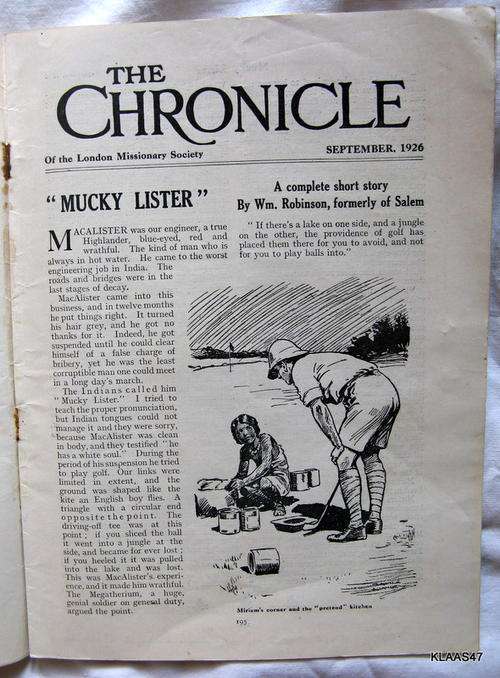 THE
CHRONICLE
Of the London Missionary Society
SEPTEMBER, 1926
"MUCKY LISTER"
A complete short story
By Wm. Robinson, formerly of Salem
MACALISTER was our engineer, a true
Highlander, blue-eyed, red and
wrathful. The kind of man who is
always in hot water. He came to the worst
engineering job in India. The
roads and bridges were in the
last stages of decay.
MacAlister came into this
business, and in twelve months
he put things right. It turned
his hair grey, and he got no
thanks for it. Indeed, he got
suspended until he could clear
himself of a false charge of
bribery, yet he was the least
corruptible man one could meet
in a long day's march.
The Indians called him
"Mucky Lister." I tried to
teach the proper pronunciation,
but Indian tongues could not
manage it and they were sorry,
because MacAlister was clean
in body, and they testified "he
has a white soul." During the
period of his suspension he tried
to play golf. Our links were
limited in extent, and the
ground was shaped like the
kite an English boy flies. A
triangle with a circular end
opposite the point. The
driving-off tee was at this
point; if you sliced the ball
it went into a jungle at the
side, and became for ever lost;
if you heeled it it was pulled
into the lake and was lost.
This was MacAlister's experi-
ence, and it made him wrathful.
The Megatherium, a huge,
genial soldier on general duty,
argued the point.
"If there's a lake on one side, and a jungle
on the other, the providence of golf has
placed them there for you to avoid, and not
for you to play balls into."
Miriam's corner and the "pretend" kitchen
195
KLAAS47